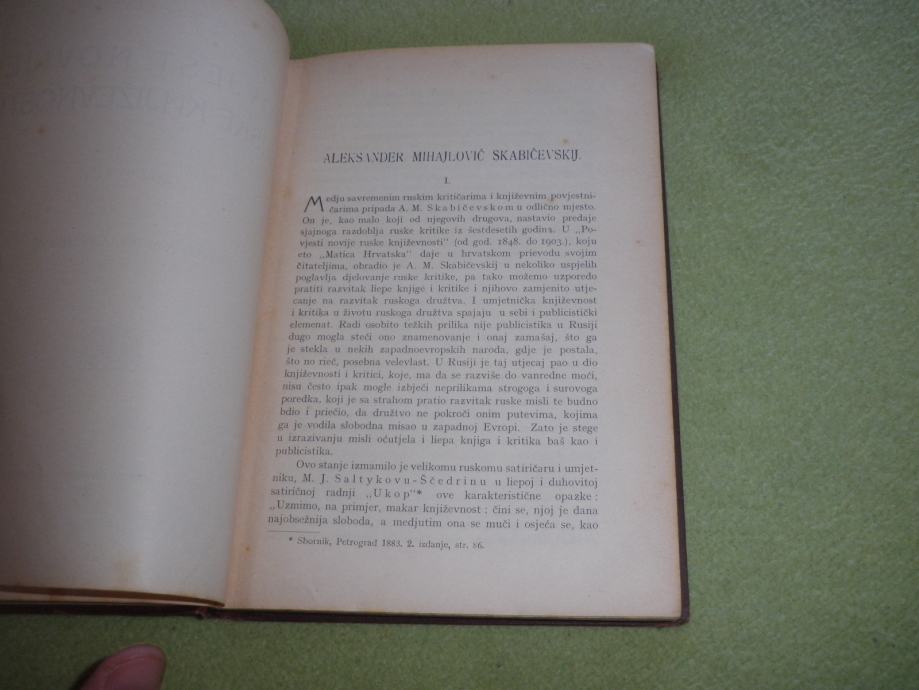 ALEKSANDER MIHAJLOVIČ SKABIČEVSKIJ.
I.
Medju savremenim ruskim kritičarima i književnim povjestni-
čarima pripada A. M. Skabičevskom u odlično mjesto.
On je, kao malo koji od njegovih drugova, nastavio predaje
sjajnoga razdoblja ruske kritike iz šestdesetih godina. U „Po-
vjesti novije ruske književnosti" (od god. 1848. do 1903.), koju
eto „Matica Hrvatska" daje u hrvatskom prievodu svojim
čitateljima, obradio je A. M. Skabičevskij u nekoliko uspjelih
poglavlja djelovanje ruske kritike, pa tako možemo uzporedo
pratiti razvitak liepe knjige i kritike i njihovo zamjenito utje-
canje na razvitak ruskoga družtva. I umjetnička književnost
i kritika u životu ruskoga družtva spajaju u sebi i publicistički
elemenat. Radi osobito težkih prilika nije publicistika u Rusiji
dugo mogla steći ono znamenovanje i onaj zamašaj, što ga
je stekla u nekih zapadnoevropskih naroda, gdje je postala,
što no rieč, posebna velevlast. U Rusiji je taj utjecaj pao u dio
književnosti i kritici, koje, ma da se razviše do vanredne moći,
nisu često ipak mogle izbjeći neprilikama strogoga i surovoga
poredka, koji je sa strahom pratio razvitak ruske misli te budno
bdio i priečio, da družtvo ne pokroči onim putevima, kojima
ga je vodila slobodna misao u zapadnoj Evropi. Zato je stege
u izrazivanju misli oćutjela i liepa knjiga i kritika baš kao i
publicistika.
Ovo stanje izmamilo je velikomu ruskomu satiričaru i umjet-
niku, M. J. Saltykovu-Ščedrinu u liepoj i duhovitoj
satiričnoj radnji „Ukop"* ove karakteristične opazke:
„Uzmimo, na primjer, makar književnost: čini se, njoj je dana
najobsežnija sloboda, a medjutim ona se muči i osjeća se, kao
* Sbornik, Petrograd 1883. 2. izdanje, str. 86.